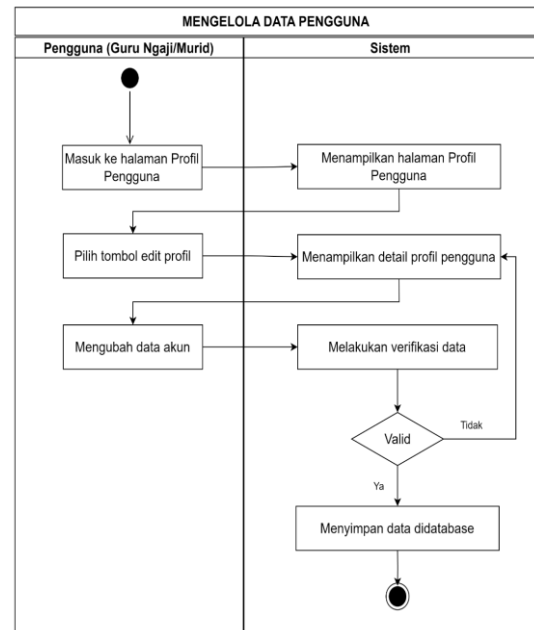 MENGELOLA DATA PENGGUNA
Pengguna (Guru Ngaji/Murid)
Sistem
Masuk ke halaman Profil
Pengguna
Menampilkan halaman Profil
Pengguna
Pilih tombol edit profil
Menampilkan detail profil pengguna
Mengubah data akun
Melakukan verifikasi data
Valid
Tidak
Ya
Menyimpan data didatabase